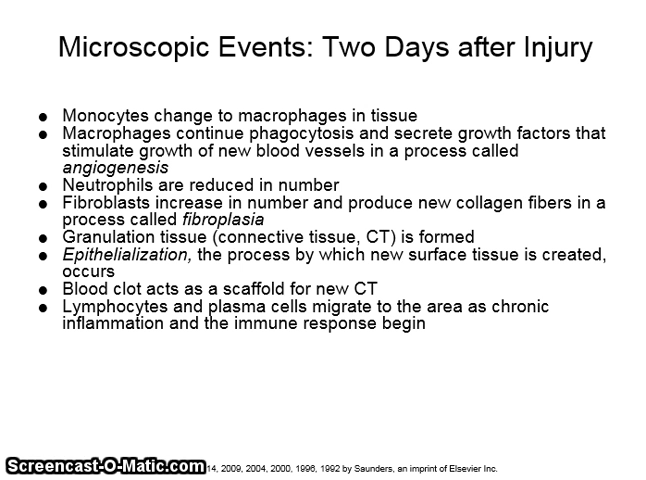 Microscopic Events: Two Days after Injury
● Monocytes change to macrophages in tissue
● Macrophages continue phagocytosis and secrete growth factors that
stimulate growth of new blood vessels in a process called
angiogenesis
● Neutrophils are reduced in number
● Fibroblasts increase in number and produce new collagen fibers in a
process called fibroplasia
● Granulation tissue (connective tissue, CT) is formed
● Epithelialization, the process by which new surface tissue is created,
occurs
● Blood clot acts as a scaffold for new CT
● Lymphocytes and plasma cells migrate to the area as chronic
inflammation and the immune response begin
Screencast-O-Matic.com 14, 2009, 2004, 2000, 1996, 1992 by Saunders, an imprint of Elsevier Inc.